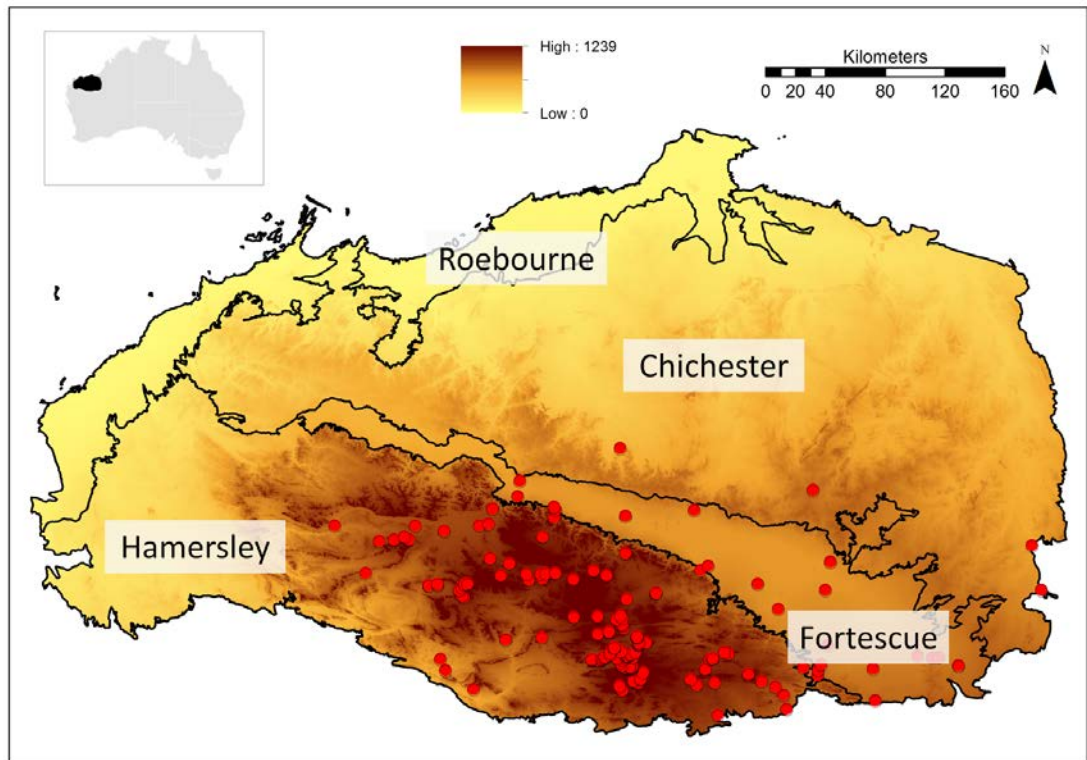 High : 1239
Low : 0
Kilometers
0 20 40 80 120 160
N
Roebourne
Chichester
Hamersley
Fortescue